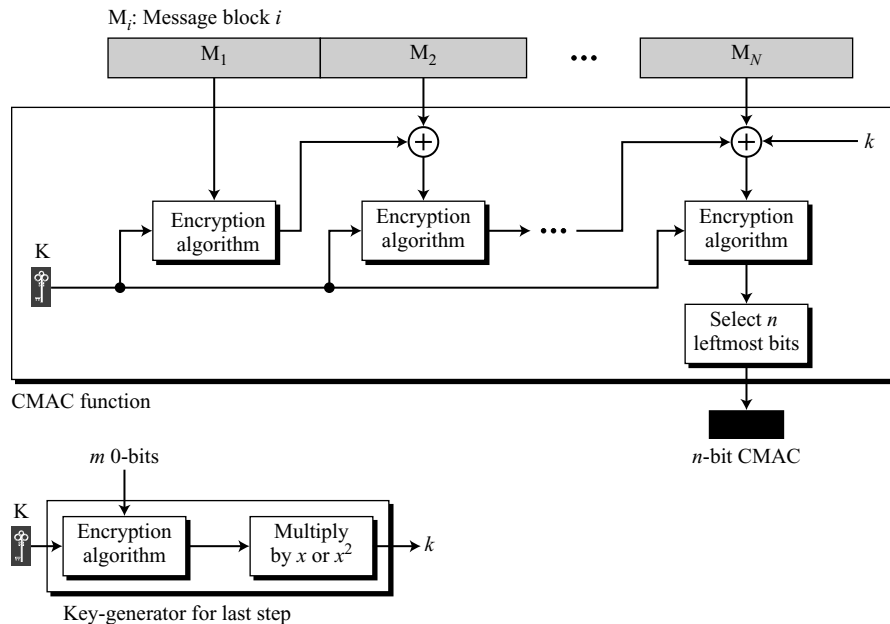 Mi: Message block i
M1
M2
•••
MN
k
Encryption
algorithm
Encryption
algorithm
•••
Encryption
algorithm
K
Select n
leftmost bits
CMAC function
n-bit CMAC
m 0-bits
K
Encryption
algorithm
Multiply
by x or x²
k
Key-generator for last step